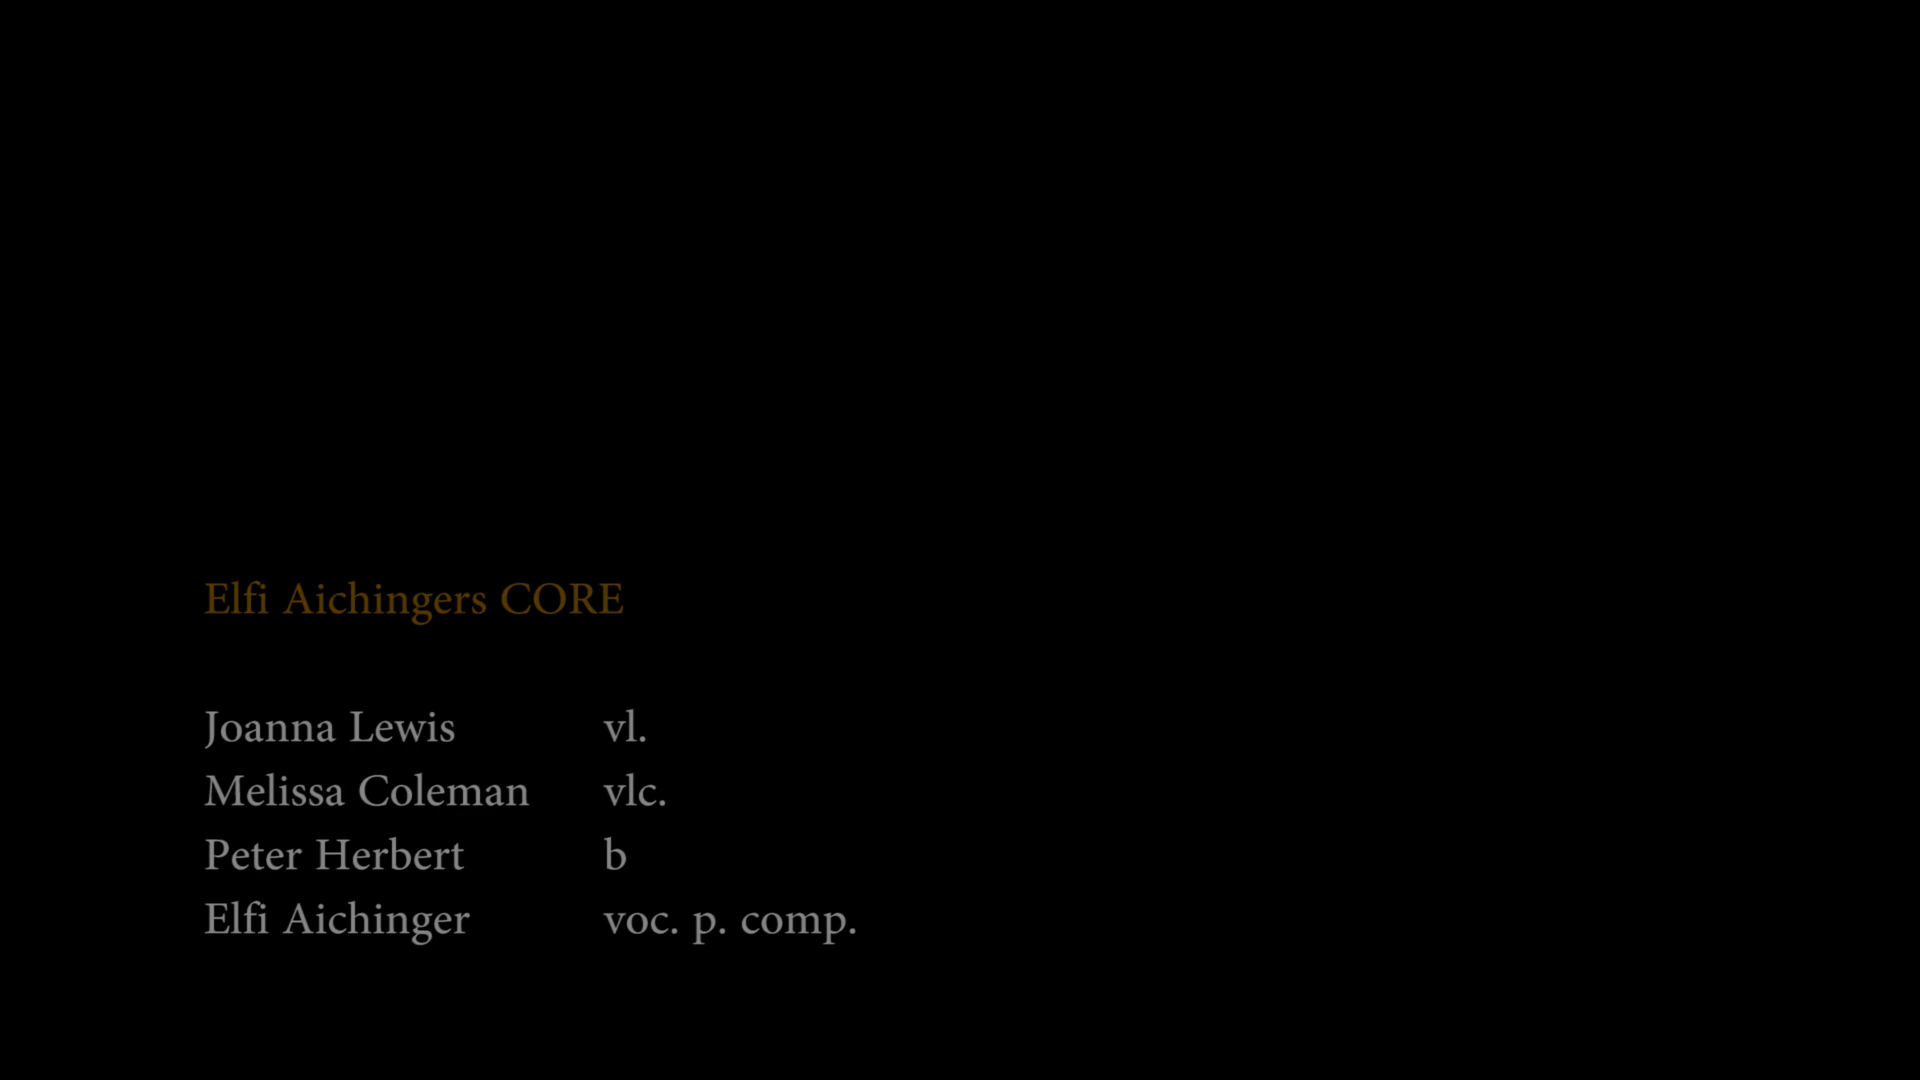 Elfi Aichingers CORE
Joanna Lewis vl.
Melissa Coleman vlc.
Peter Herbert b
Elfi Aichinger voc. p. comp.